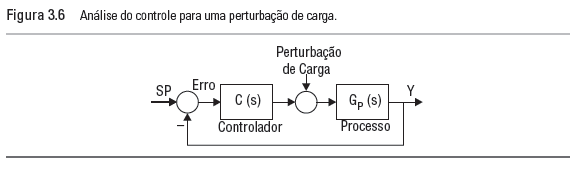 Figura 3.6 Análise do controle para uma perturbação de carga.
Perturbação
de Carga
SP
Erro
C (s)
G_P (s)
Y
–
Controlador
Processo